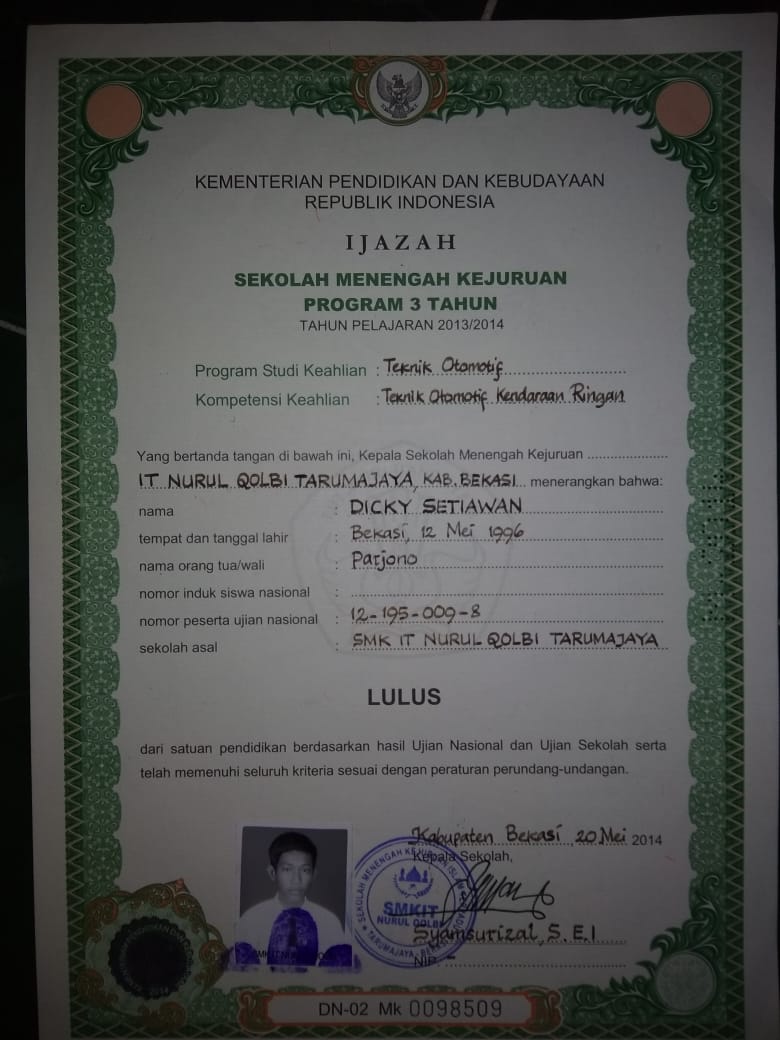 KEMENTERIAN PENDIDIKAN DAN KEBUDAYAAN
REPUBLIK INDONESIA
IJAZAH
SEKOLAH MENENGAH KEJURUAN
PROGRAM 3 TAHUN
TAHUN PELAJARAN 2013/2014
Program Studi Keahlian : Teknik Otomotif
Kompetensi Keahlian : Teknik Otomotif Kendaraan Ringan
Yang bertanda tangan di bawah ini, Kepala Sekolah Menengah Kejuruan
IT NURUL QOLBI TARUMAJAYA, KAB. BEKASI menerangkan bahwa:
nama : DICKY SETIAWAN
tempat dan tanggal lahir : Bekasi, 12 Mei 1996
nama orang tua/wali : Parjono
nomor induk siswa nasional :
nomor peserta ujian nasional : 12-195-009-8
sekolah asal : SMK IT NURUL QOLBI TARUMAJAYA
LULUS
dari satuan pendidikan berdasarkan hasil Ujian Nasional dan Ujian Sekolah serta
telah memenuhi seluruh kriteria sesuai dengan peraturan perundang-undangan.
Kabupaten Bekasi, 20 Mei 2014
Kepala Sekolah,
SEKOLAH MENENGAH KEJURUAN
SMKIT
NURUL QOLBI
TARUMAJAYA
Syamsurizal, S.E.I
NIP. -
DN-02 Mk 0098509